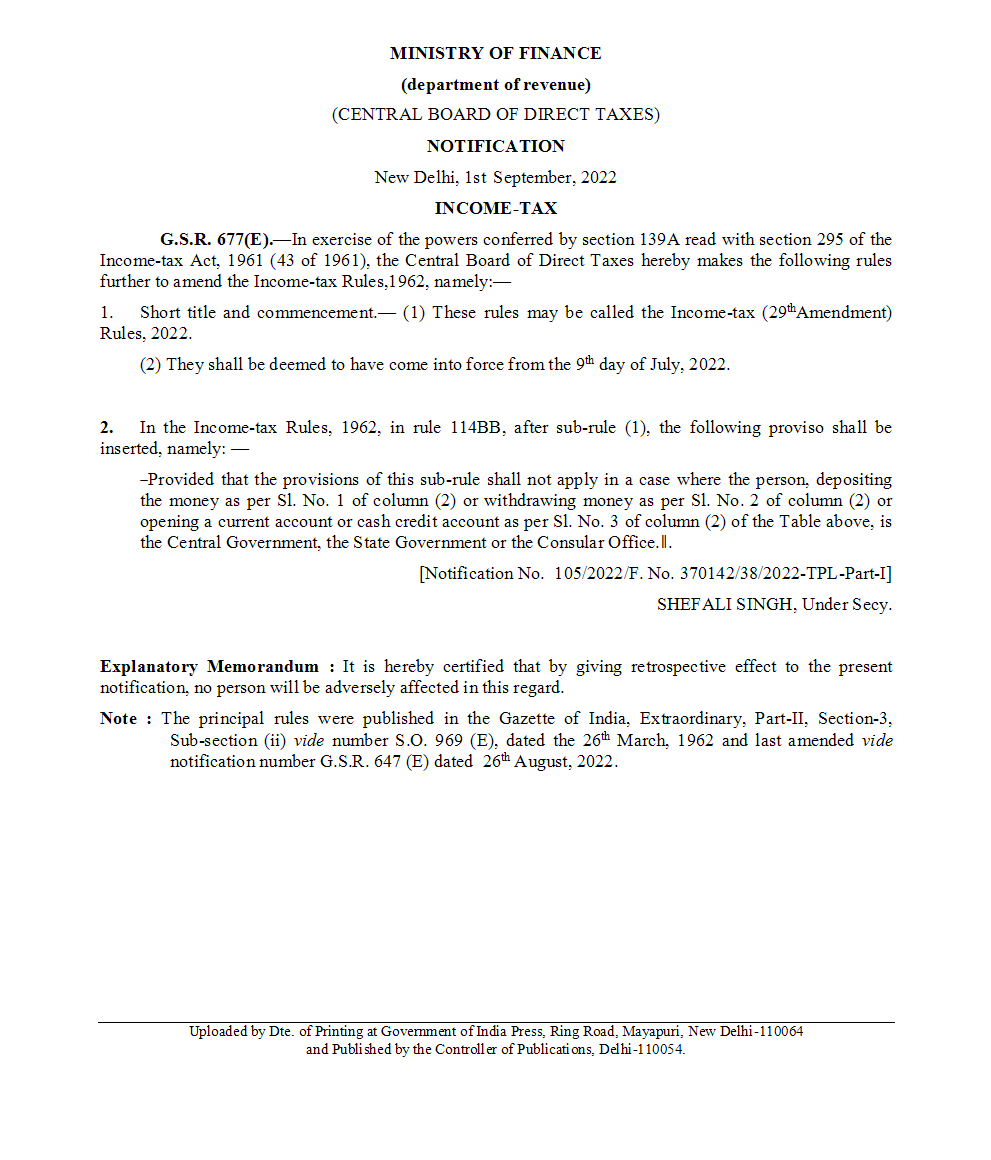 MINISTRY OF FINANCE
(department of revenue)
(CENTRAL BOARD OF DIRECT TAXES)
NOTIFICATION
New Delhi, 1st September, 2022
INCOME-TAX
G.S.R. 677(E).—In exercise of the powers conferred by section 139A read with section 295 of the
Income-tax Act, 1961 (43 of 1961), the Central Board of Direct Taxes hereby makes the following rules
further to amend the Income-tax Rules,1962, namely:—
1. Short title and commencement.— (1) These rules may be called the Income-tax (29thAmendment)
Rules, 2022.
(2) They shall be deemed to have come into force from the 9th day of July, 2022.
2. In the Income-tax Rules, 1962, in rule 114BB, after sub-rule (1), the following proviso shall be
inserted, namely: —
–Provided that the provisions of this sub-rule shall not apply in a case where the person, depositing
the money as per Sl. No. 1 of column (2) or withdrawing money as per Sl. No. 2 of column (2) or
opening a current account or cash credit account as per Sl. No. 3 of column (2) of the Table above, is
the Central Government, the State Government or the Consular Office.‖.
[Notification No. 105/2022/F. No. 370142/38/2022-TPL-Part-I]
SHEFALI SINGH, Under Secy.
Explanatory Memorandum : It is hereby certified that by giving retrospective effect to the present
notification, no person will be adversely affected in this regard.
Note : The principal rules were published in the Gazette of India, Extraordinary, Part-II, Section-3,
Sub-section (ii) vide number S.O. 969 (E), dated the 26th March, 1962 and last amended vide
notification number G.S.R. 647 (E) dated 26th August, 2022.
Uploaded by Dte. of Printing at Government of India Press, Ring Road, Mayapuri, New Delhi-110064
and Published by the Controller of Publications, Delhi-110054.